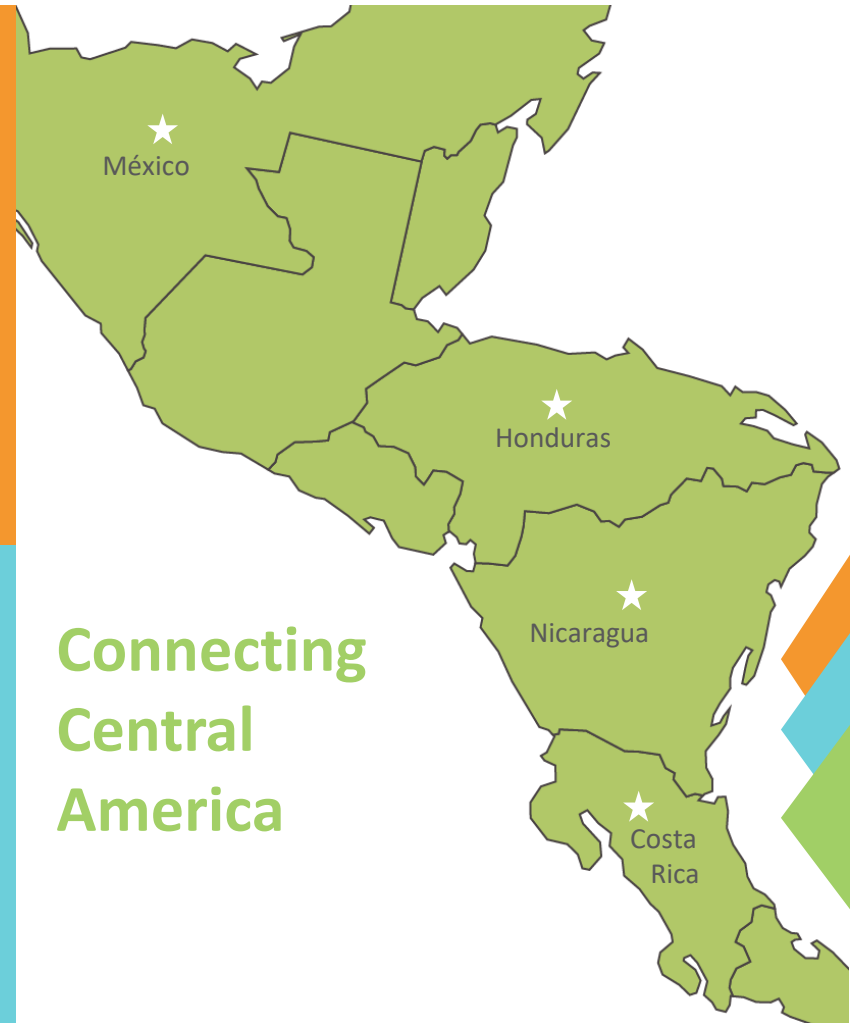 México
Honduras
Nicaragua
Connecting
Central
America
Costa
Rica